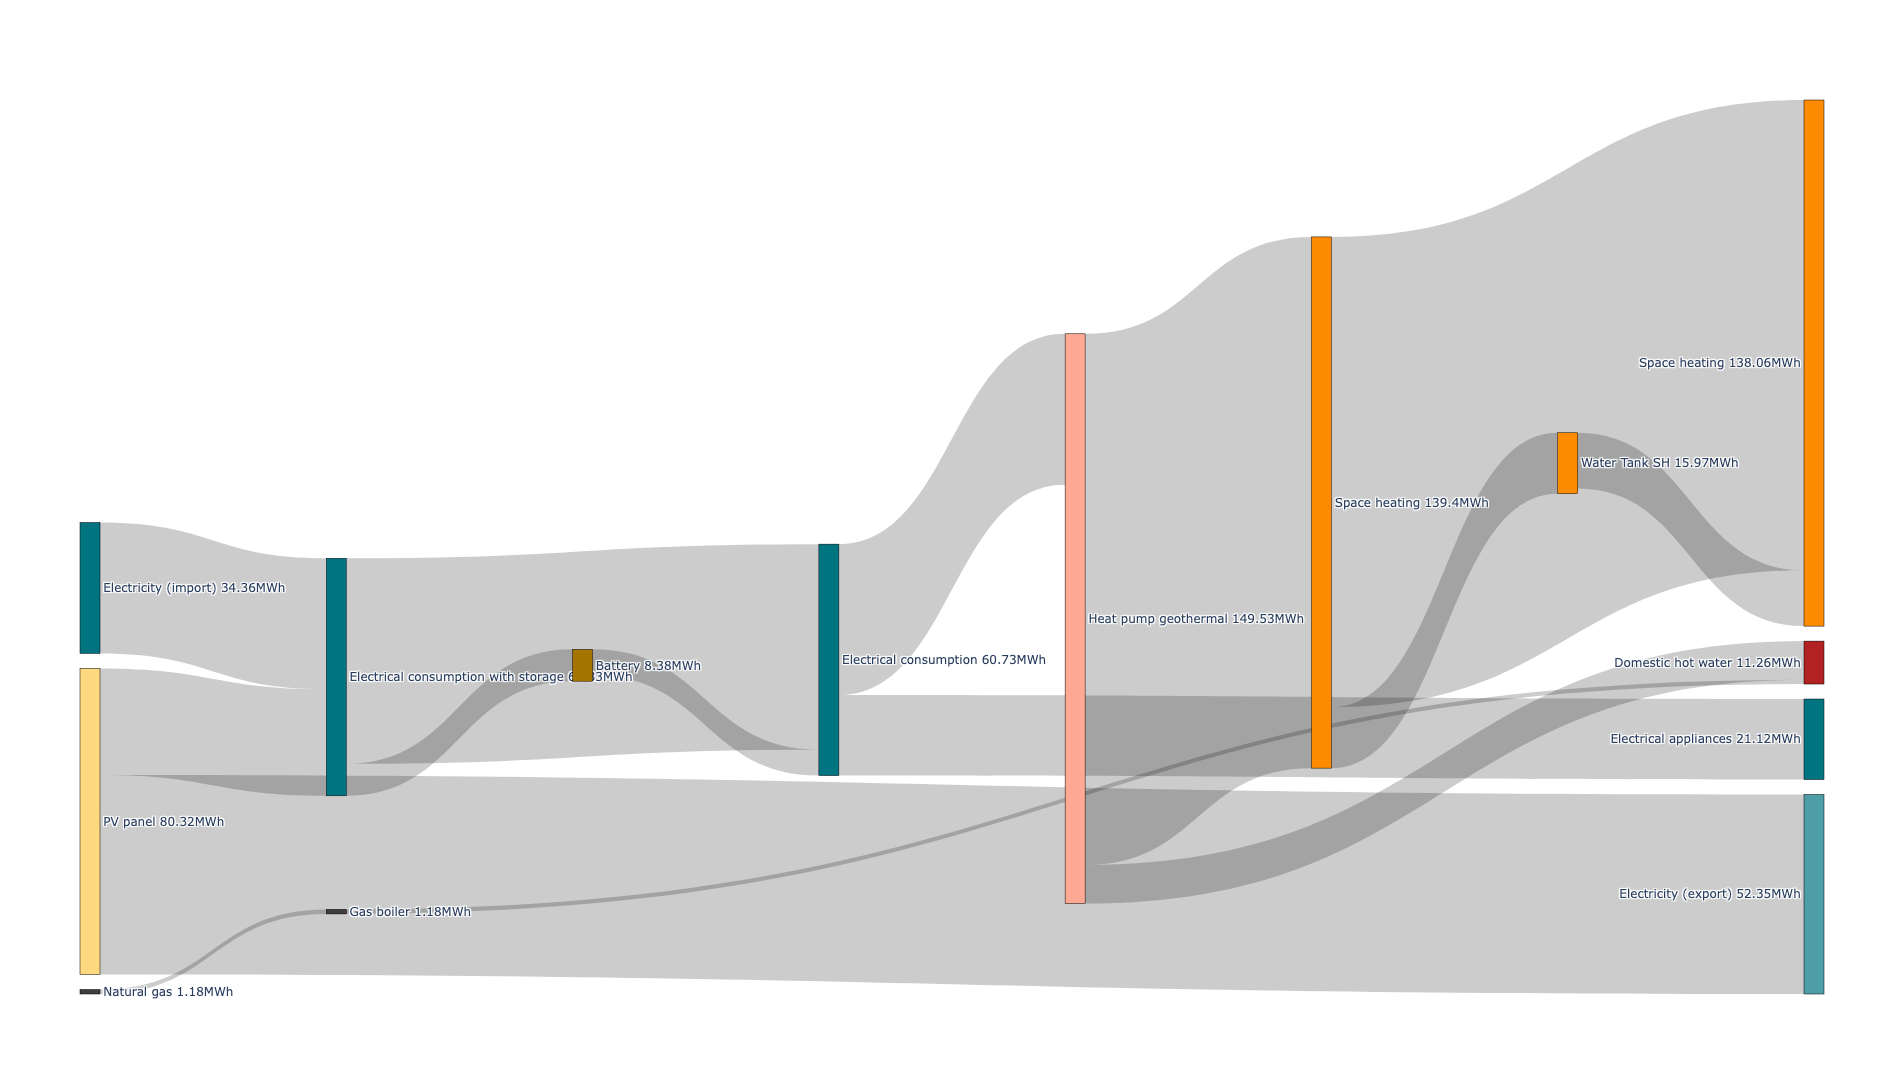 Space heating 138.06MWh
Water Tank SH 15.97MWh
Space heating 139.4MWh
Electricity (import) 34.36MWh
Heat pump geothermal 149.53MWh
Electrical consumption 60.73MWh
Domestic hot water 11.26MWh
Battery 8.38MWh
Electrical consumption with storage
Electrical appliances 21.12MWh
PV panel 80.32MWh
Electricity (export) 52.35MWh
Gas boiler 1.18MWh
Natural gas 1.18MWh